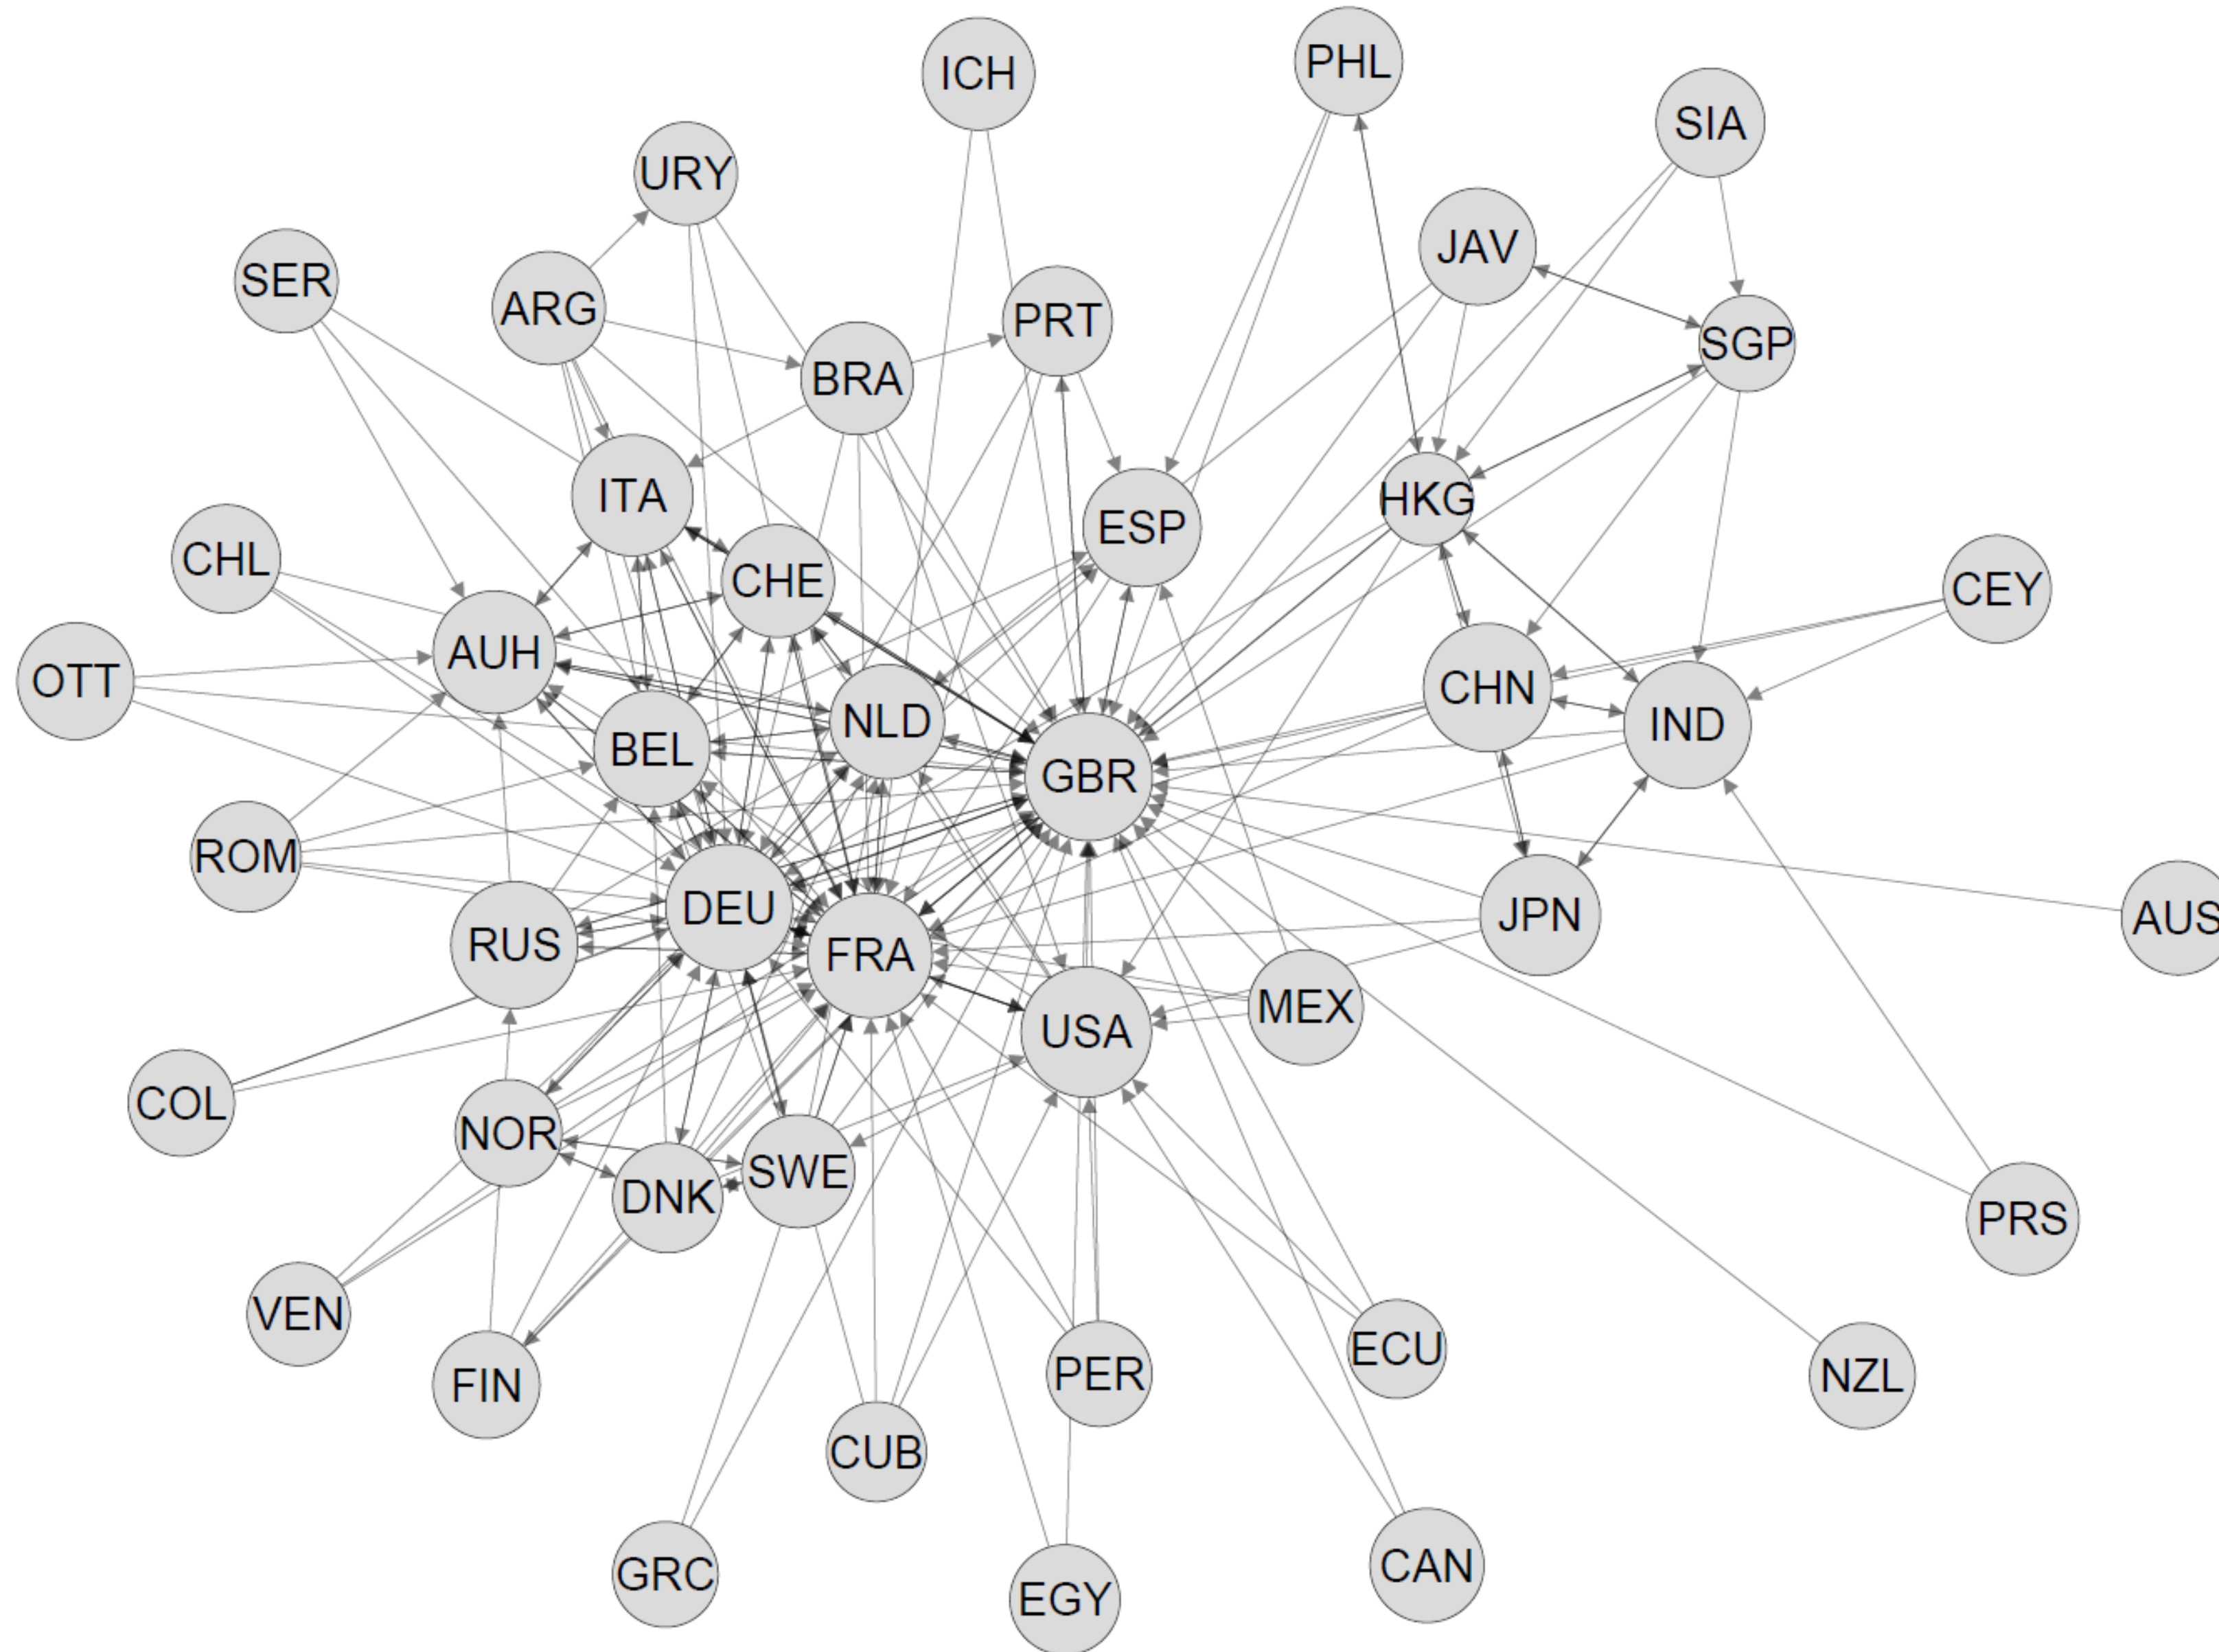 ICH
PHL
SIA
URY
JAV
SER
ARG
PRT
SGP
BRA
ITA
HKG
ESP
CHL
CHE
CEY
AUH
OTT
CHN
NLD
IND
BEL
GBR
ROM
DEU
JPN
AUS
RUS
FRA
MEX
USA
COL
NOR
SWE
DNK
PRS
VEN
ECU
PER
NZL
FIN
CUB
CAN
GRC
EGY